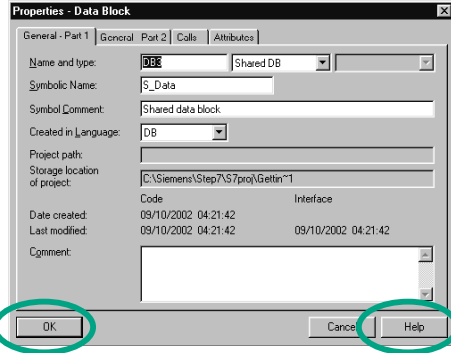 Properties - Data Block
General - Part 1 General Part 2 Calls Attributes
Name and type: DB3 Shared DB
Symbolic Name: S_Data
Symbol Comment: Shared data block
Created in Language: DB
Project path:
Storage location
of project: C:\Siemens\Step7\S7proj\Gettin~1
Code Interface
Date created: 09/10/2002 04:21:42
Last modified: 09/10/2002 04:21:42 09/10/2002 04:21:42
Comment:
OK Cancel Help